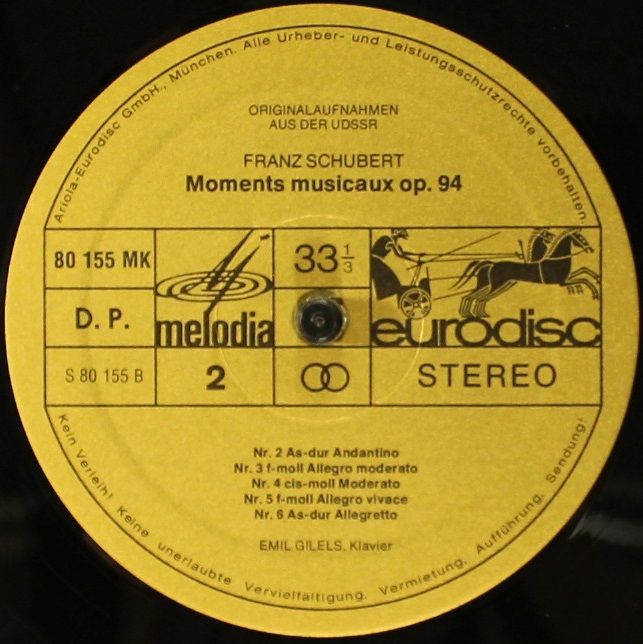 Ariola-Eurodisc GmbH., München. Alle Urheber- und Leistungsschutzrechte vorbehalten.
ORIGINALAUFNAHMEN
AUS DER UDSSR
FRANZ SCHUBERT
Moments musicaux op. 94
80 155 MK
33 1/3
D. P.
melodia
eurodisc
S 80 155 B
2
STEREO
Nr. 2 As-dur Andantino
Nr. 3 f-moll Allegro moderato
Nr. 4 cis-moll Moderato
Nr. 5 f-moll Allegro vivace
Nr. 6 As-dur Allegretto
EMIL GILELS, Klavier
Kein Verleih! Keine unerlaubte Vervielfältigung, Vermietung, Aufführung, Sendung!